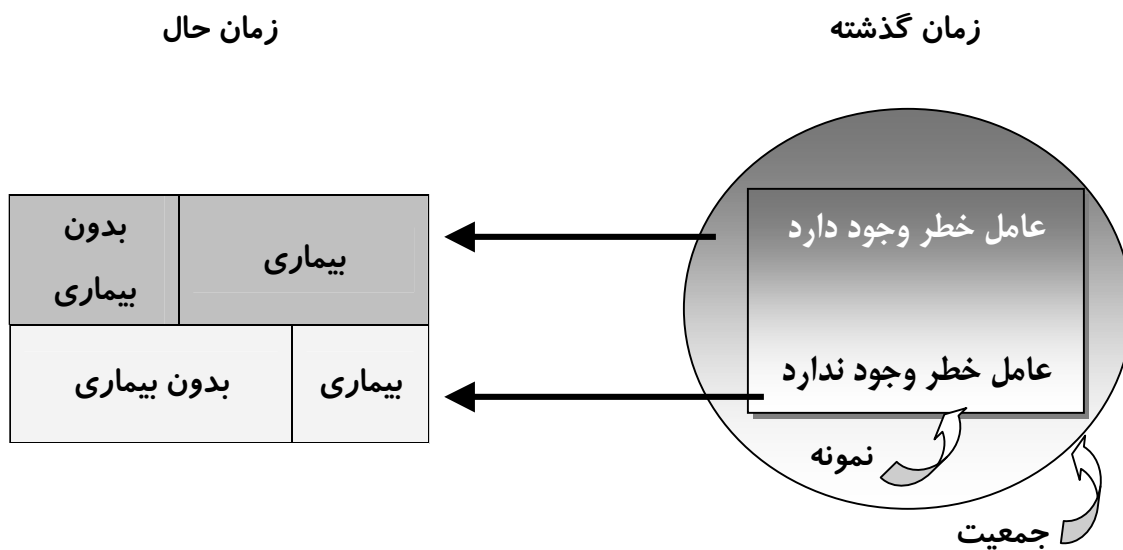 زمان گذشته
زمان حال
عامل خطر وجود دارد
بدون
بیماری
بیماری
عامل خطر وجود ندارد
بیماری
بدون بیماری
نمونه
جمعیت